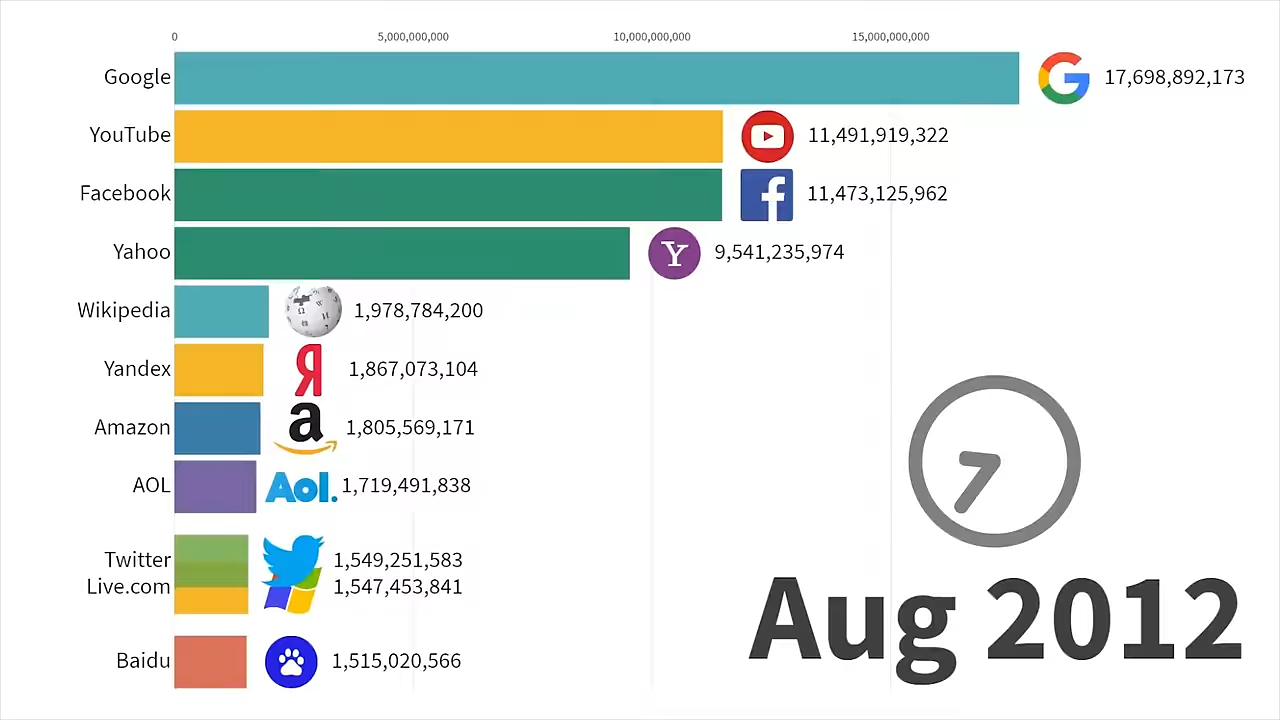 0 5,000,000,000 10,000,000,000 15,000,000,000
Google 17,698,892,173
YouTube 11,491,919,322
Facebook f 11,473,125,962
Yahoo Y 9,541,235,974
Wikipedia 1,978,784,200
Yandex Я 1,867,073,104
Amazon a 1,805,569,171
AOL Aol. 1,719,491,838
Twitter 1,549,251,583
Live.com 1,547,453,841
Baidu 1,515,020,566
Aug 2012